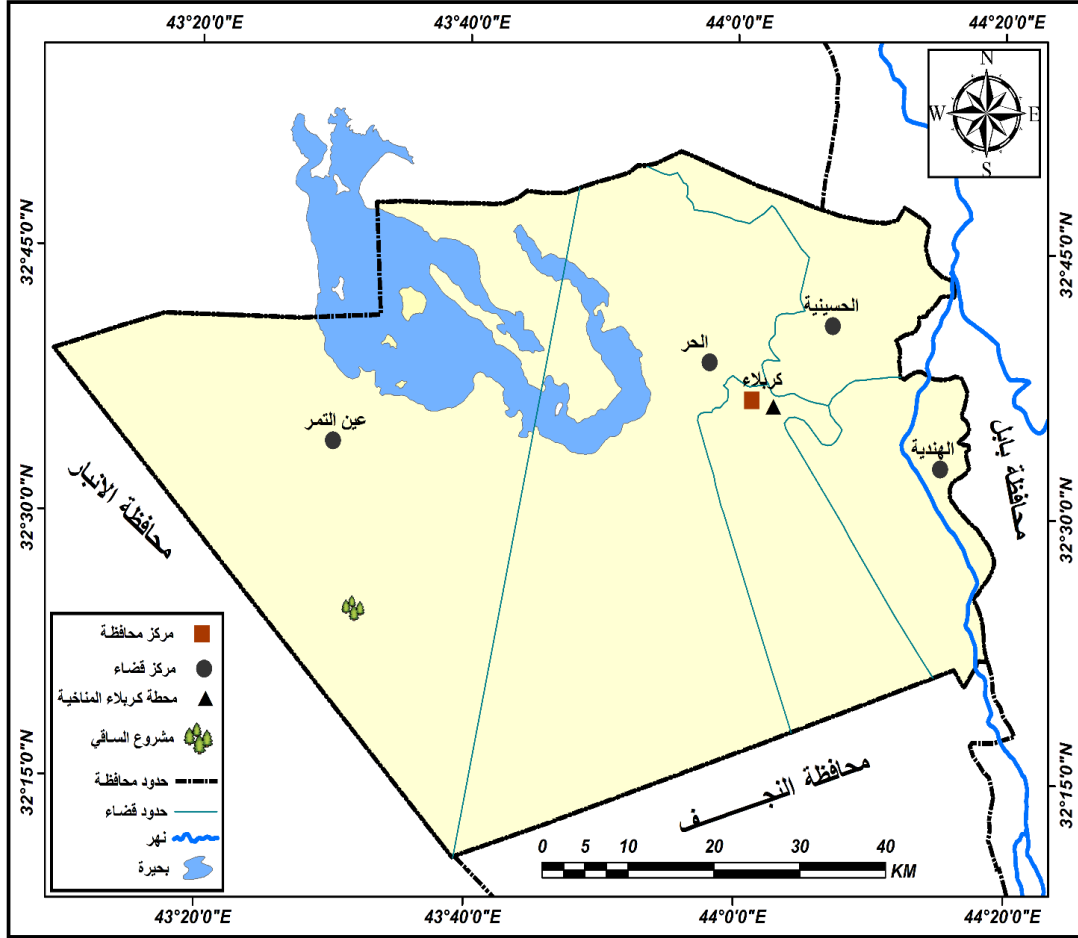 43°20'0"E 43°40'0"E 44°0'0"E 44°20'0"E
N
W E
S
32°45'0"N 32°45'0"N
الحسينية
الحر
كربلاء
عين التمر
الهندية
محافظة بابل
محافظة الانبار
32°30'0"N 32°30'0"N
مركز محافظة
مركز قضاء
محطة كربلاء المناخية
مشروع الساقي
حدود محافظة
حدود قضاء
نهر
بحيرة
32°15'0"N 32°15'0"N
محافظة النجــــف
0 5 10 20 30 40
KM
43°20'0"E 43°40'0"E 44°0'0"E 44°20'0"E